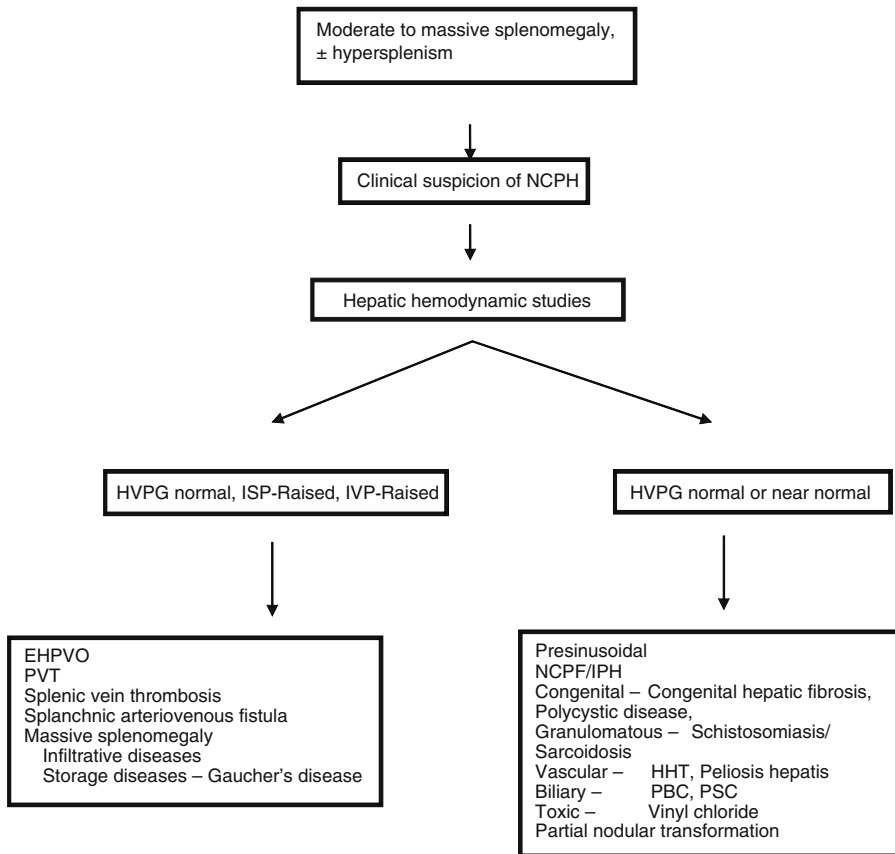 Moderate to massive splenomegaly,
± hypersplenism
Clinical suspicion of NCPH
Hepatic hemodynamic studies
HVPG normal, ISP-Raised, IVP-Raised
HVPG normal or near normal
EHPVO
PVT
Splenic vein thrombosis
Splanchnic arteriovenous fistula
Massive splenomegaly
Infiltrative diseases
Storage diseases – Gaucher's disease
Presinusoidal
NCPF/IPH
Congenital – Congenital hepatic fibrosis,
Polycystic disease,
Granulomatous – Schistosomiasis/
Sarcoidosis
Vascular – HHT, Peliosis hepatis
Biliary – PBC, PSC
Toxic – Vinyl chloride
Partial nodular transformation